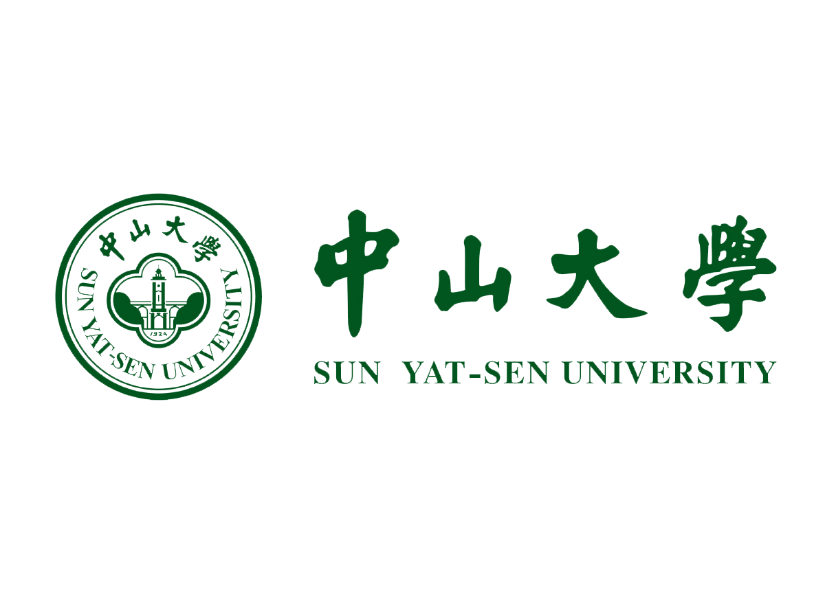 中山大學
SUN YAT-SEN UNIVERSITY
1924
中山大學
SUN YAT-SEN UNIVERSITY